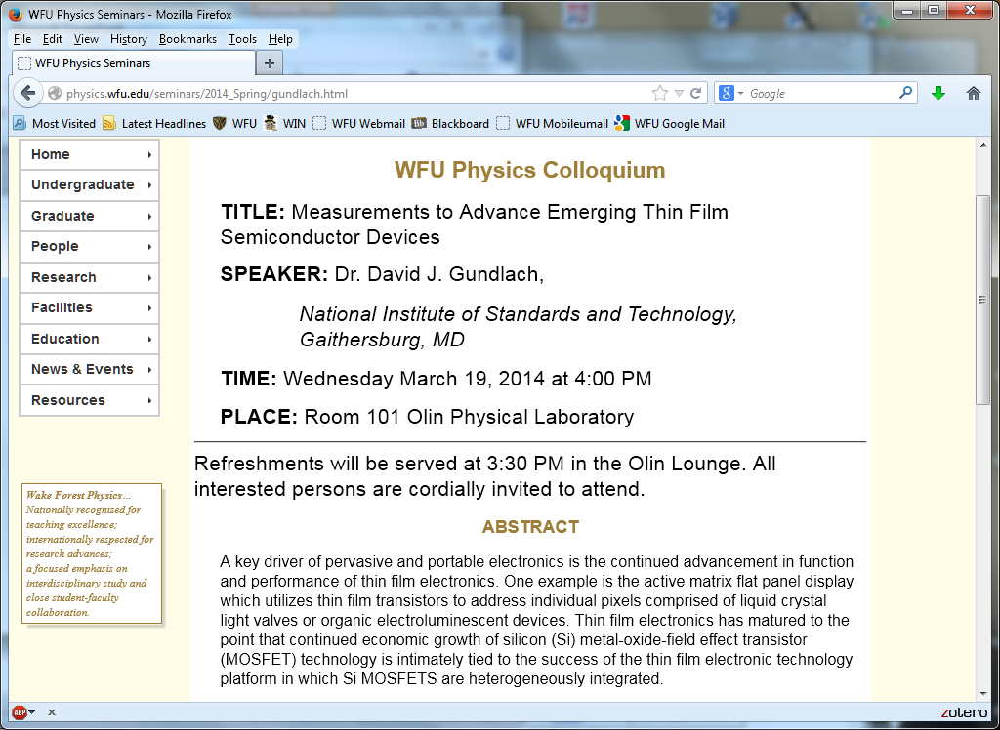 WFU Physics Seminars - Mozilla Firefox
File Edit View History Bookmarks Tools Help
WFU Physics Seminars
physics.wfu.edu/seminars/2014_Spring/gundlach.html
Google
Most Visited Latest Headlines WFU WIN WFU Webmail Bb Blackboard WFU Mobileumail WFU Google Mail
Home
Undergraduate
Graduate
People
Research
Facilities
Education
News & Events
Resources
Wake Forest Physics...
Nationally recognized for
teaching excellence;
internationally respected for
research advances;
a focused emphasis on
interdisciplinary study and
close student-faculty
collaboration.
WFU Physics Colloquium
TITLE: Measurements to Advance Emerging Thin Film
Semiconductor Devices
SPEAKER: Dr. David J. Gundlach,
National Institute of Standards and Technology,
Gaithersburg, MD
TIME: Wednesday March 19, 2014 at 4:00 PM
PLACE: Room 101 Olin Physical Laboratory
Refreshments will be served at 3:30 PM in the Olin Lounge. All
interested persons are cordially invited to attend.
ABSTRACT
A key driver of pervasive and portable electronics is the continued advancement in function
and performance of thin film electronics. One example is the active matrix flat panel display
which utilizes thin film transistors to address individual pixels comprised of liquid crystal
light valves or organic electroluminescent devices. Thin film electronics has matured to the
point that continued economic growth of silicon (Si) metal-oxide-field effect transistor
(MOSFET) technology is intimately tied to the success of the thin film electronic technology
platform in which Si MOSFETS are heterogeneously integrated.
ABP
zotero